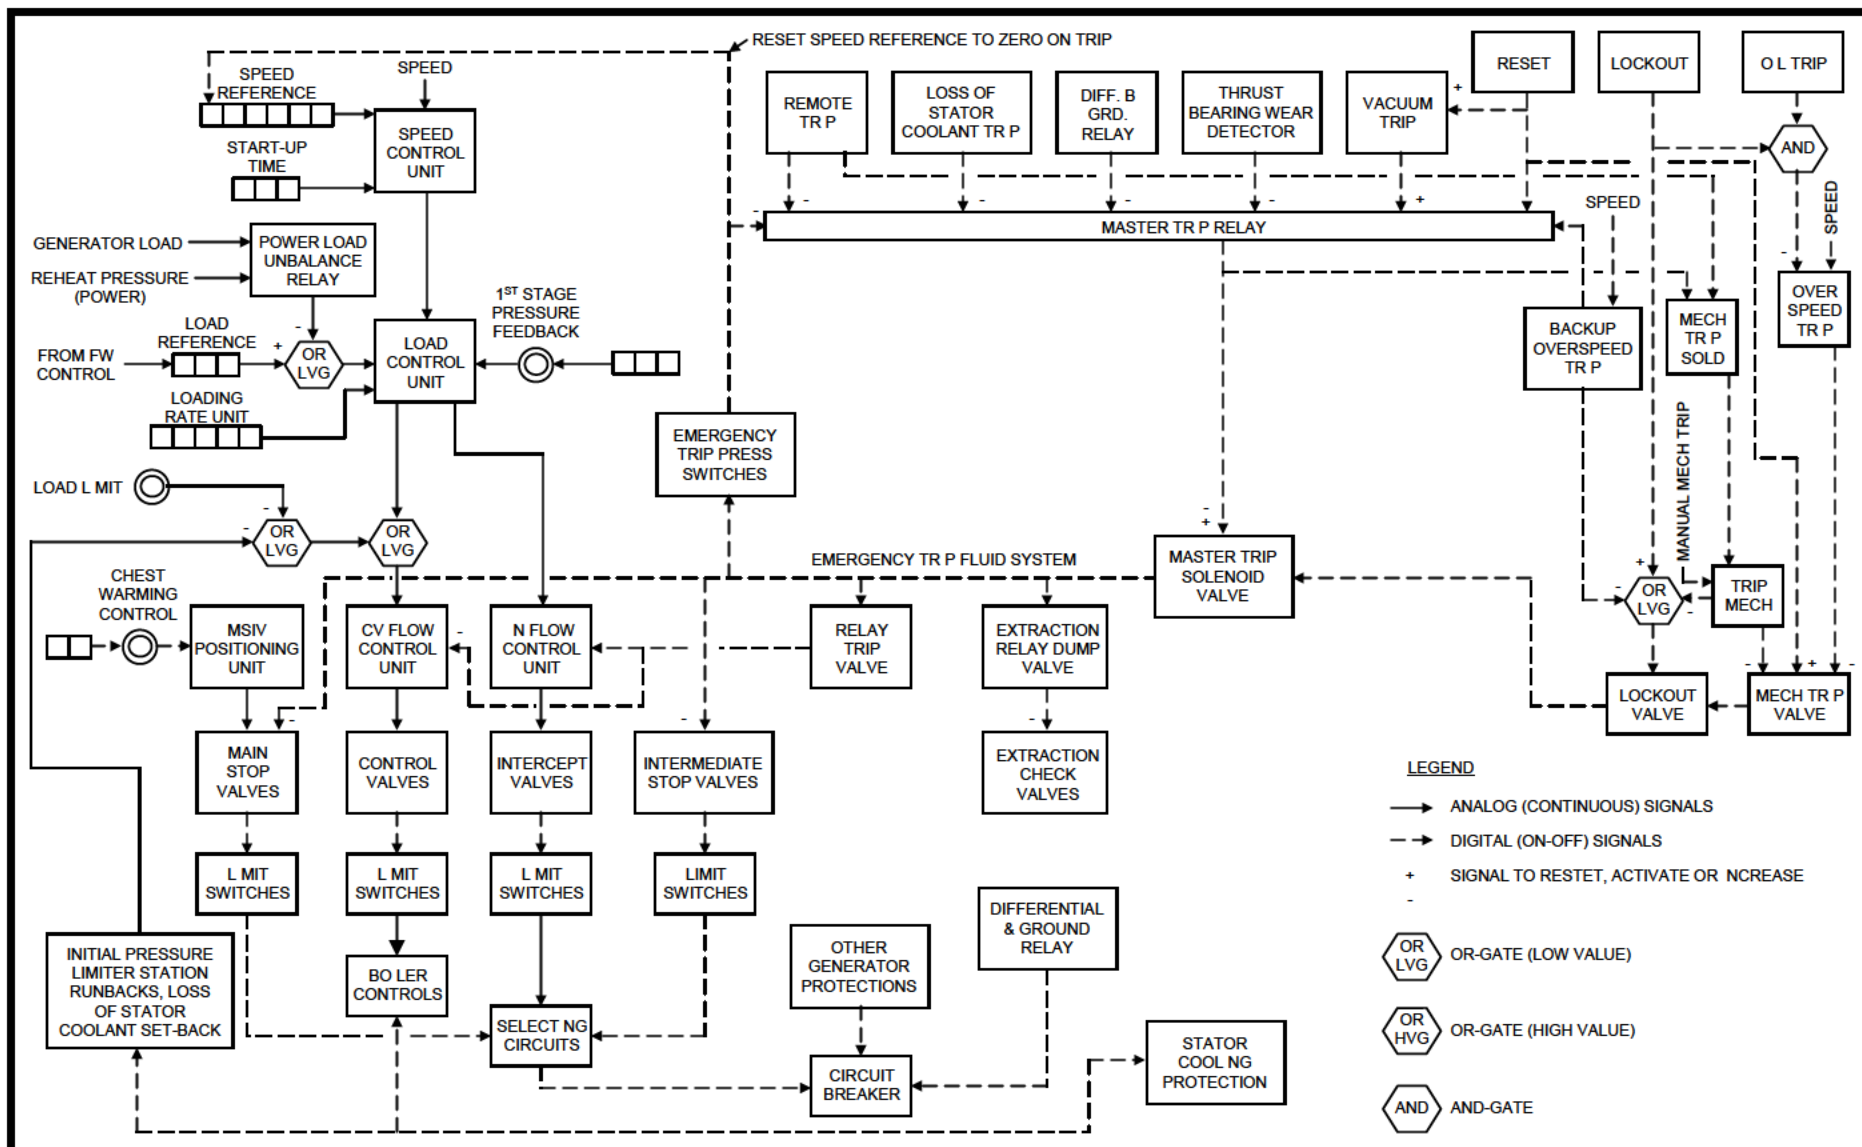 RESET SPEED REFERENCE TO ZERO ON TRIP
SPEED
REFERENCE
SPEED
START-UP
TIME
SPEED
CONTROL
UNIT
REMOTE
TR P
LOSS OF
STATOR
COOLANT TR P
DIFF. B
GRD.
RELAY
THRUST
BEARING WEAR
DETECTOR
+
VACUUM
TRIP
RESET
LOCKOUT
O L TRIP
AND
GENERATOR LOAD
REHEAT PRESSURE
(POWER)
POWER LOAD
UNBALANCE
RELAY
-
-
-
-
-
+
MASTER TR P RELAY
SPEED
-
SPEED
OVER
SPEED
TR P
-
+
FROM FW
CONTROL
LOAD
REFERENCE
OR
LVG
LOAD
CONTROL
UNIT
1ST STAGE
PRESSURE
FEEDBACK
LOADING
RATE UNIT
BACKUP
OVERSPEED
TR P
MECH
TR P
SOLD
EMERGENCY
TRIP PRESS
SWITCHES
MANUAL MECH TRIP
LOAD L MIT
-
-
OR
LVG
OR
LVG
-
+
EMERGENCY TR P FLUID SYSTEM
MASTER TRIP
SOLENOID
VALVE
+
-
OR
LVG
-
TRIP
MECH
CHEST
WARMING
CONTROL
MSIV
POSITIONING
UNIT
CV FLOW
CONTROL
UNIT
-
N FLOW
CONTROL
UNIT
RELAY
TRIP
VALVE
EXTRACTION
RELAY DUMP
VALVE
-
+
-
LOCKOUT
VALVE
MECH TR P
VALVE
-
-
-
MAIN
STOP
VALVES
CONTROL
VALVES
INTERCEPT
VALVES
INTERMEDIATE
STOP VALVES
EXTRACTION
CHECK
VALVES
L MIT
SWITCHES
L MIT
SWITCHES
L MIT
SWITCHES
LIMIT
SWITCHES
INITIAL PRESSURE
LIMITER STATION
RUNBACKS, LOSS
OF STATOR
COOLANT SET-BACK
BO LER
CONTROLS
SELECT NG
CIRCUITS
OTHER
GENERATOR
PROTECTIONS
DIFFERENTIAL
& GROUND
RELAY
CIRCUIT
BREAKER
STATOR
COOL NG
PROTECTION
LEGEND
ANALOG (CONTINUOUS) SIGNALS
DIGITAL (ON-OFF) SIGNALS
+ SIGNAL TO RESTET, ACTIVATE OR NCREASE
-
OR
LVG
OR-GATE (LOW VALUE)
OR
HVG
OR-GATE (HIGH VALUE)
AND
AND-GATE